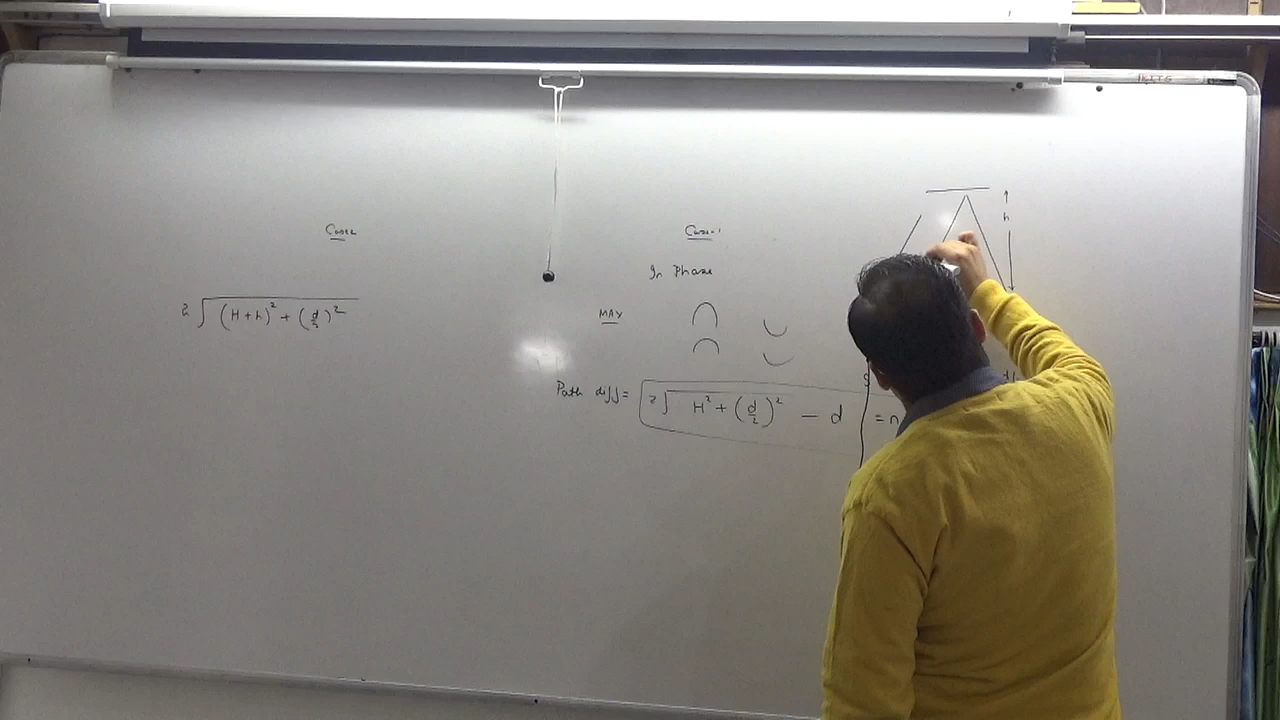 Case 2
2√((H+h)² + (d/2)²)
Case-1
In Phase
MAX
Path diff = 2√(H² + (d/2)²) — d = n
h